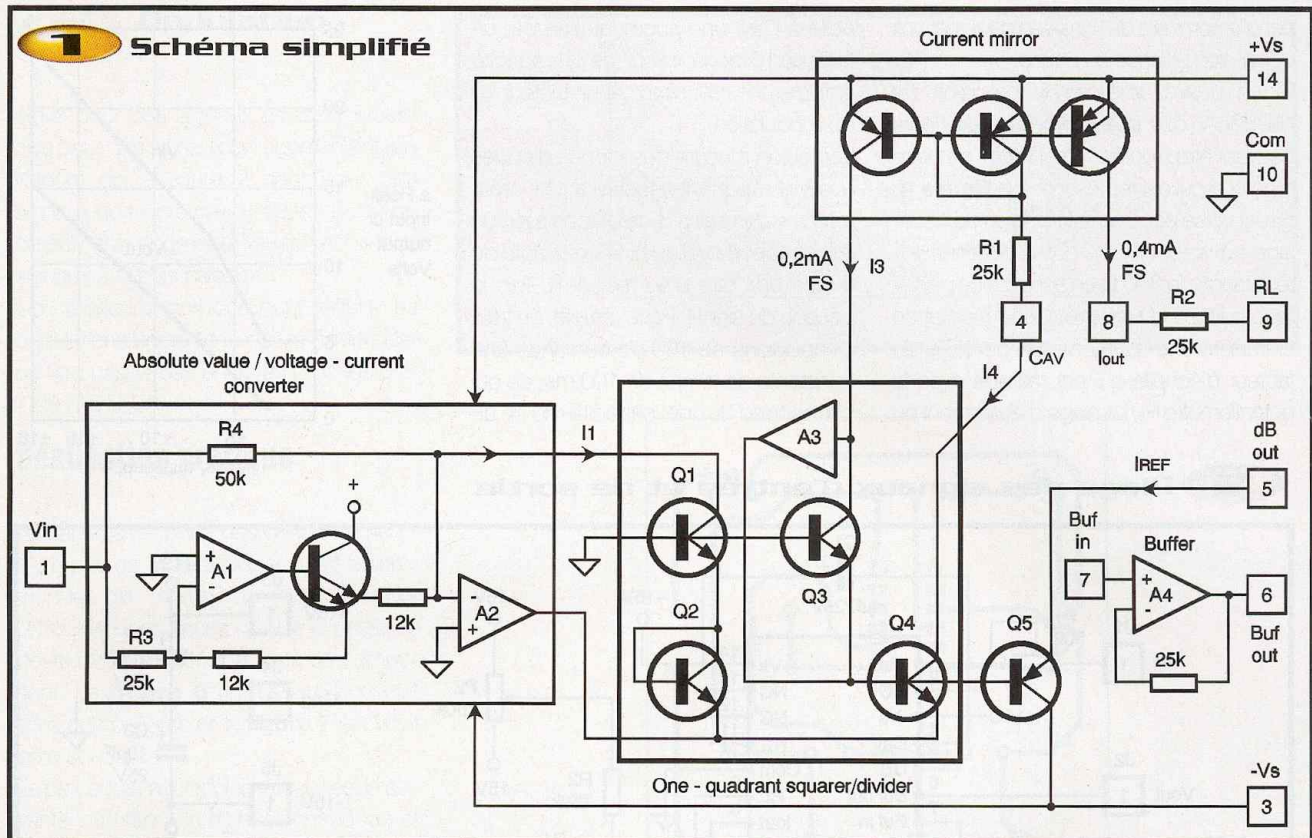 1 Schéma simplifié
Current mirror
+Vs
14
Com
10
R1
25k
0,2mA
FS
I3
0,4mA
FS
R2
25k
RL
9
4
8
CAV
Iout
I4
Absolute value / voltage - current
converter
R4
50k
I1
A3
Q1
dB
out
5
IREF
Vin
1
+
A1
+
-
12k
-
A2
+
Q3
Buf
in
7
Buffer
+
A4
-
6
Buf
out
R3
25k
12k
Q2
Q4
Q5
25k
One - quadrant squarer/divider
-Vs
3